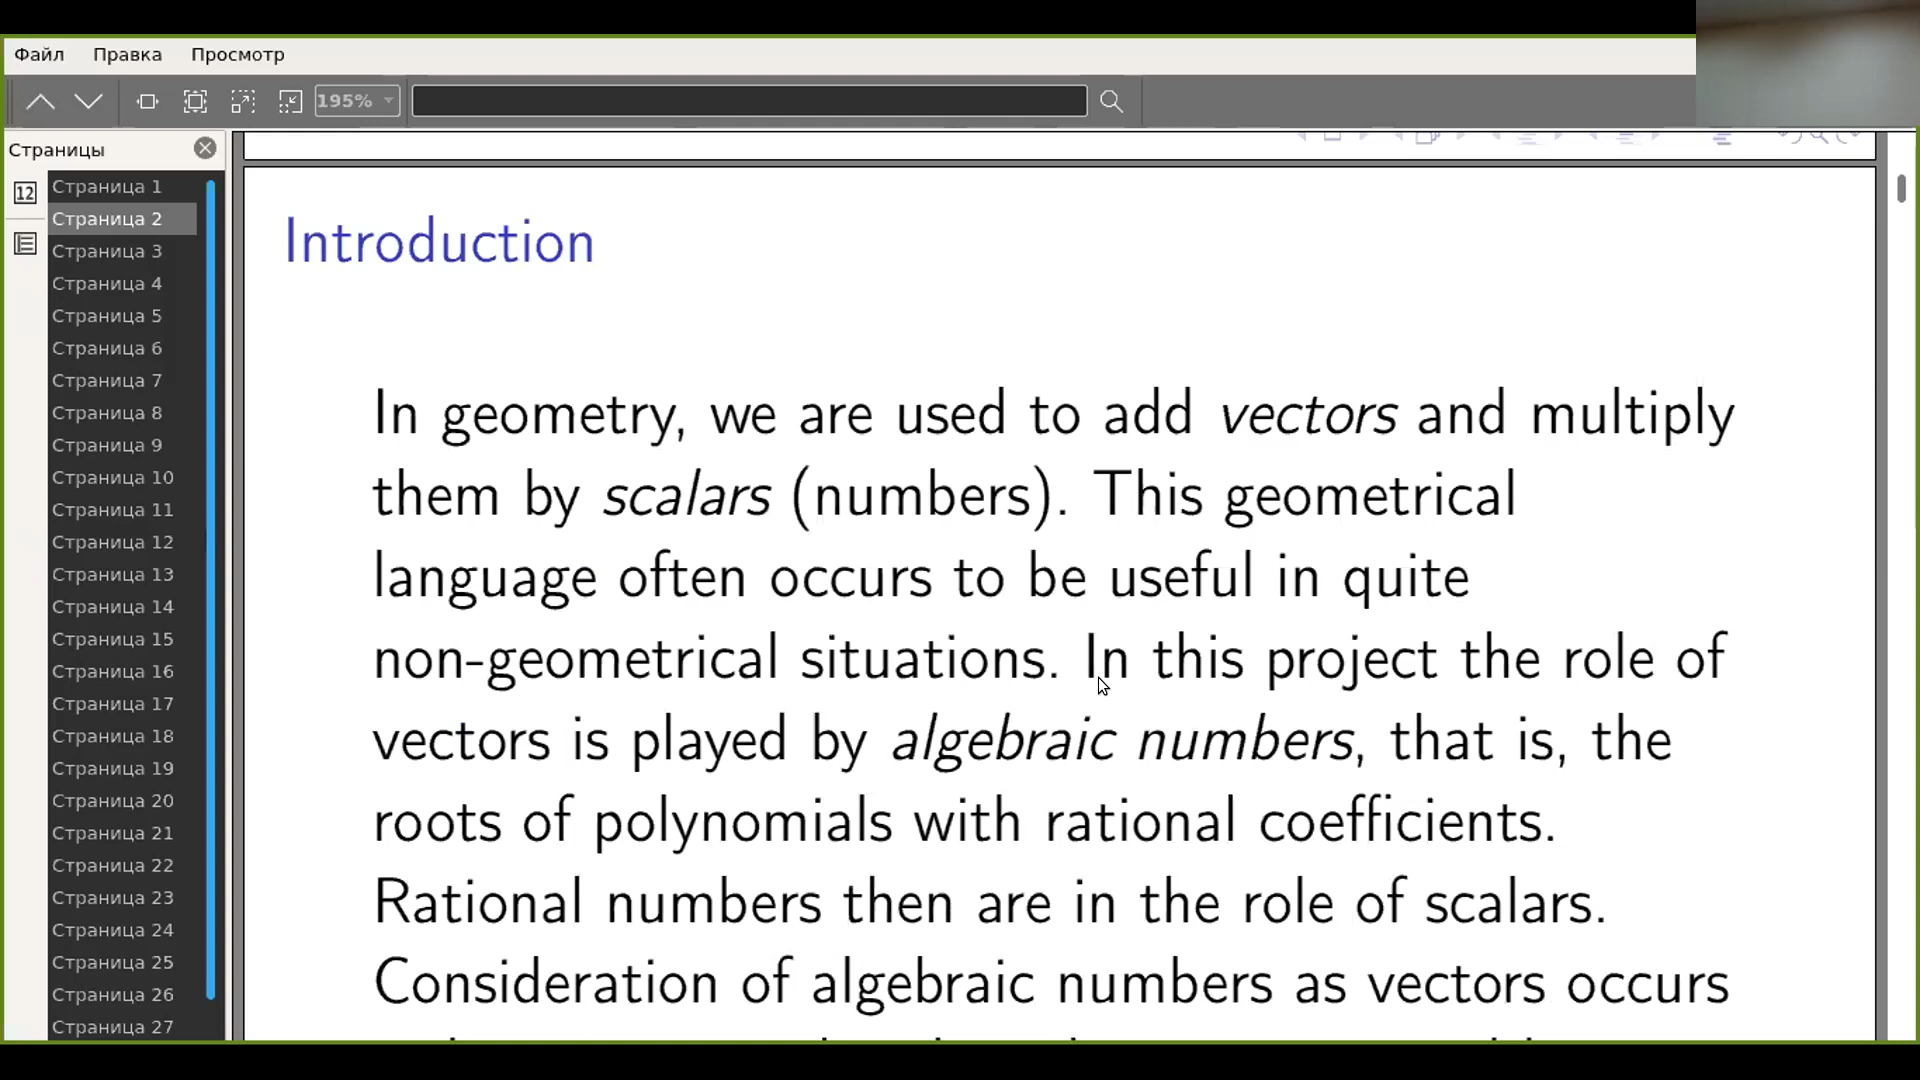 Файл Правка Просмотр
195%
Страницы
12
Страница 1
Страница 2
Страница 3
Страница 4
Страница 5
Страница 6
Страница 7
Страница 8
Страница 9
Страница 10
Страница 11
Страница 12
Страница 13
Страница 14
Страница 15
Страница 16
Страница 17
Страница 18
Страница 19
Страница 20
Страница 21
Страница 22
Страница 23
Страница 24
Страница 25
Страница 26
Страница 27
Introduction
In geometry, we are used to add vectors and multiply
them by scalars (numbers). This geometrical
language often occurs to be useful in quite
non-geometrical situations. In this project the role of
vectors is played by algebraic numbers, that is, the
roots of polynomials with rational coefficients.
Rational numbers then are in the role of scalars.
Consideration of algebraic numbers as vectors occurs